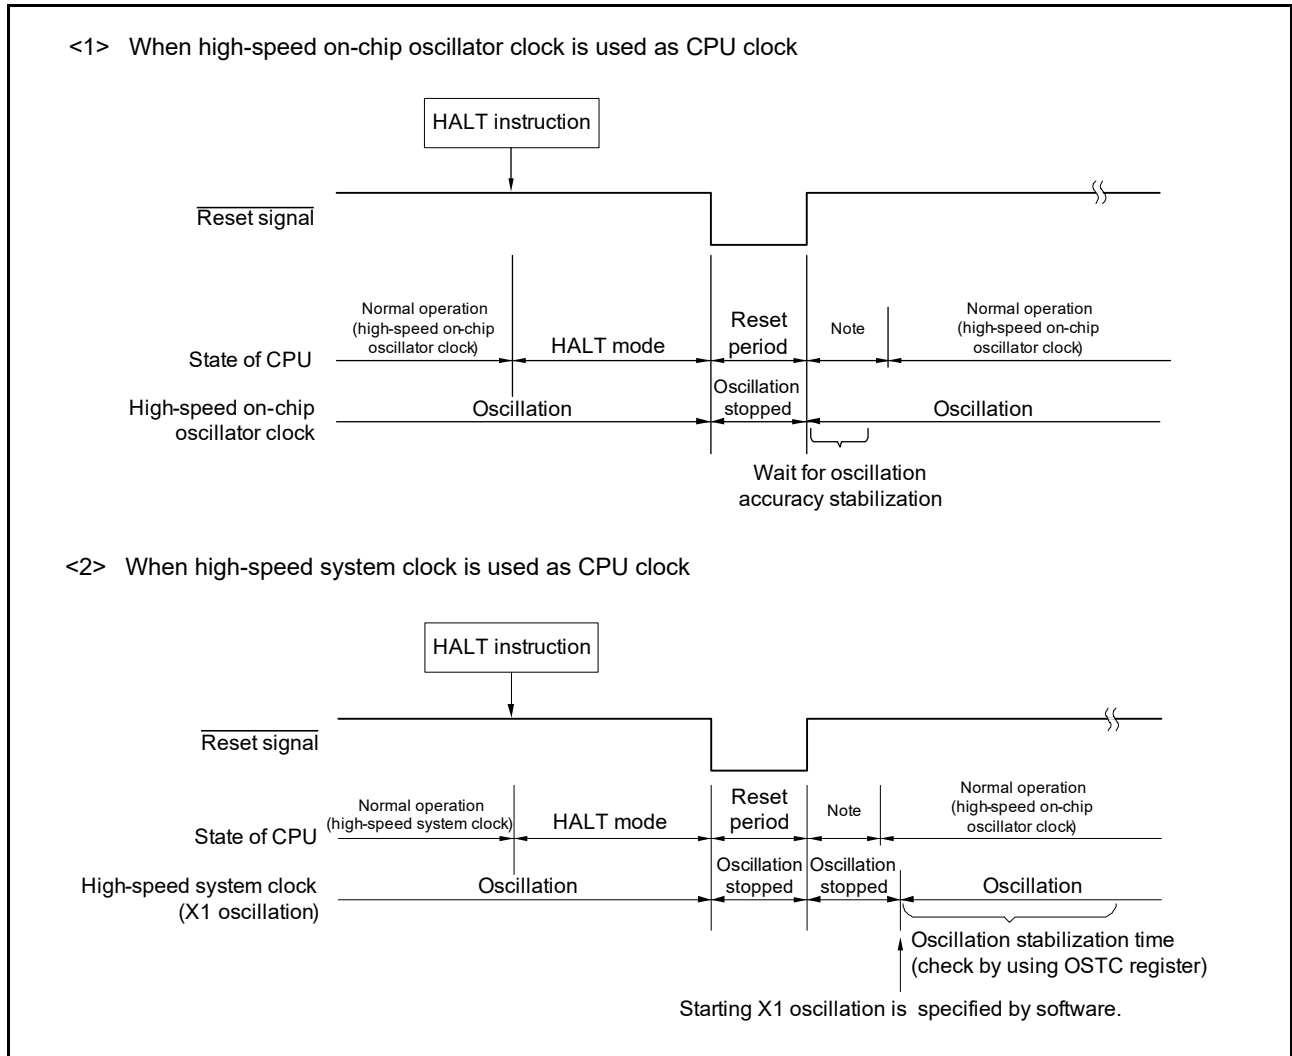 <1> When high-speed on-chip oscillator clock is used as CPU clock
HALT instruction
Reset signal
Normal operation
(high-speed on-chip
oscillator clock)
HALT mode
Reset
period
Note
Normal operation
(high-speed on-chip
oscillator clock)
State of CPU
High-speed on-chip
oscillator clock
Oscillation
Oscillation
stopped
Oscillation
Wait for oscillation
accuracy stabilization
<2> When high-speed system clock is used as CPU clock
HALT instruction
Reset signal
Normal operation
(high-speed system clock)
HALT mode
Reset
period
Note
Normal operation
(high-speed on-chip
oscillator clock)
State of CPU
High-speed system clock
(X1 oscillation)
Oscillation
Oscillation
stopped
Oscillation
stopped
Oscillation
Oscillation stabilization time
(check by using OSTC register)
Starting X1 oscillation is specified by software.